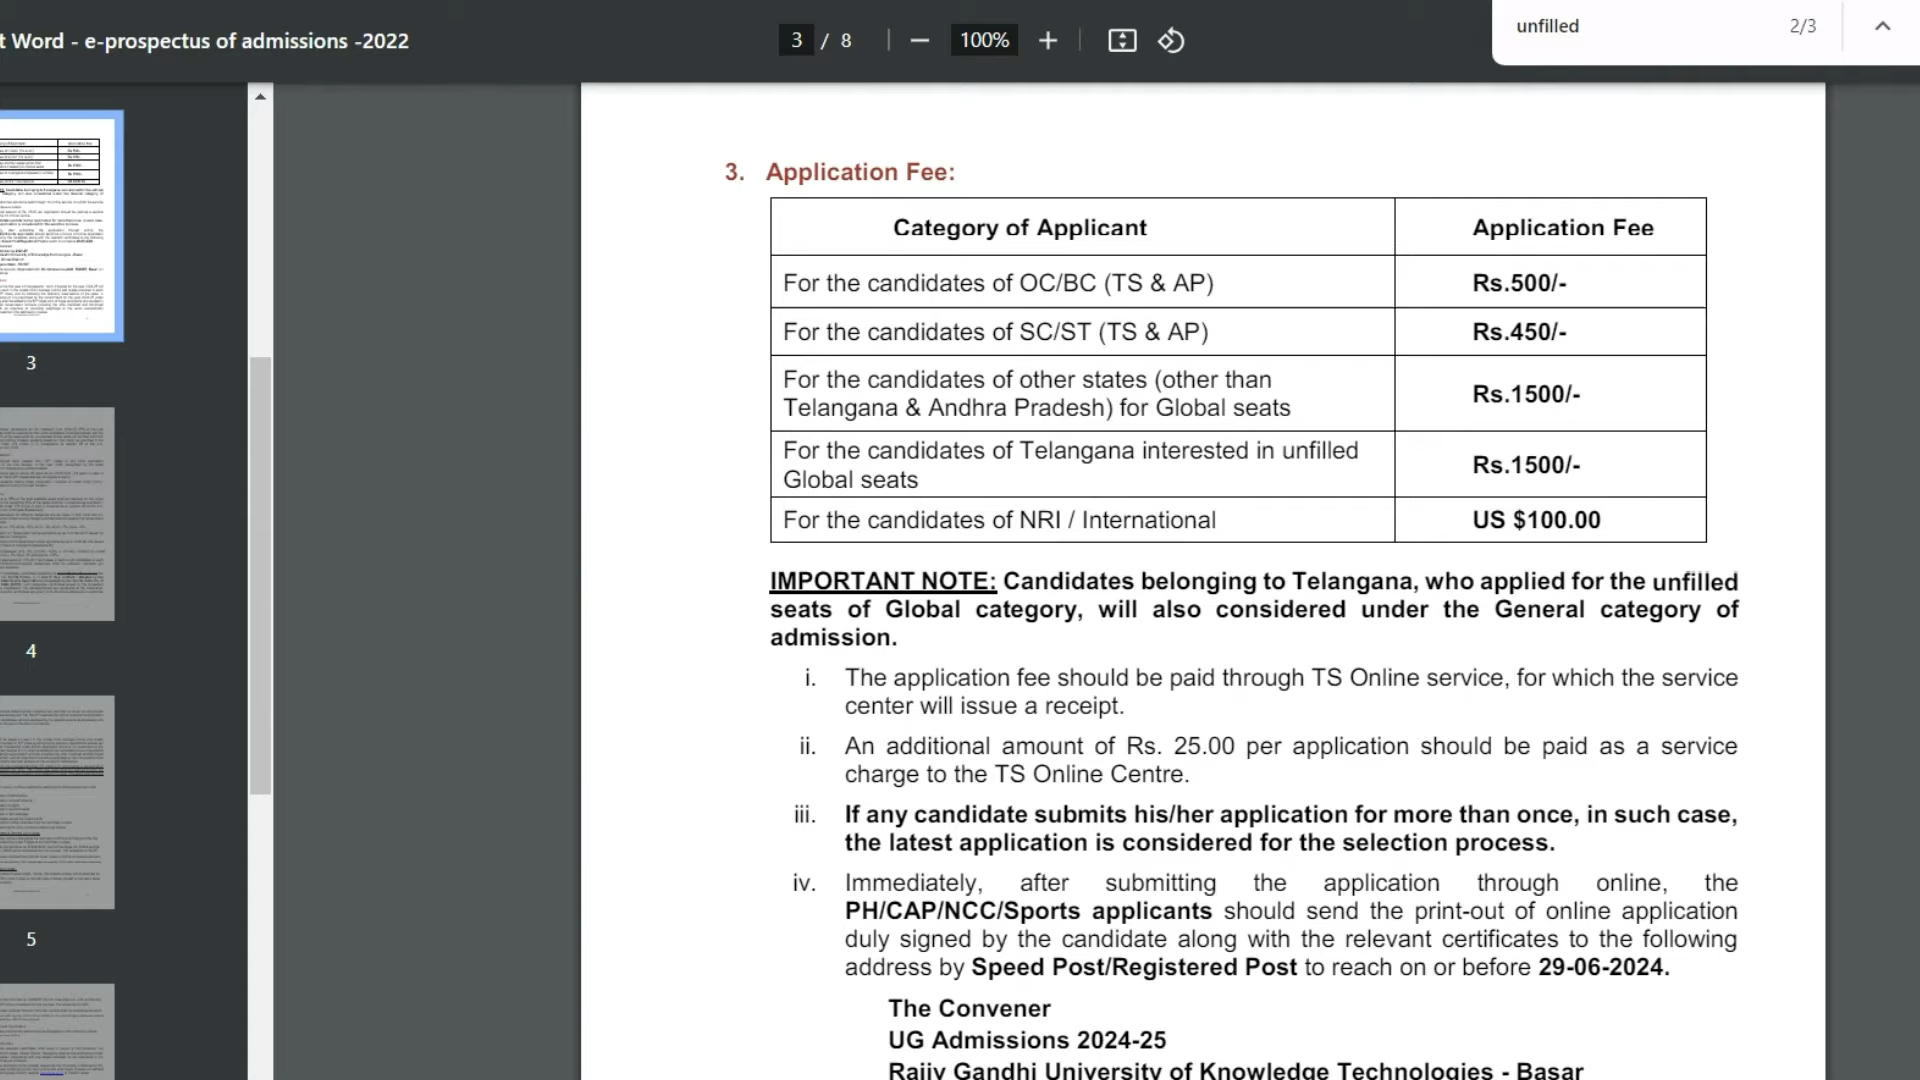 t Word - e-prospectus of admissions -2022
3 / 8
100%
unfilled 2/3
3
4
5
3. Application Fee:
Category of Applicant Application Fee
For the candidates of OC/BC (TS & AP) Rs.500/-
For the candidates of SC/ST (TS & AP) Rs.450/-
For the candidates of other states (other than
Telangana & Andhra Pradesh) for Global seats Rs.1500/-
For the candidates of Telangana interested in unfilled
Global seats Rs.1500/-
For the candidates of NRI / International US $100.00
IMPORTANT NOTE: Candidates belonging to Telangana, who applied for the unfilled
seats of Global category, will also considered under the General category of
admission.
i. The application fee should be paid through TS Online service, for which the service
center will issue a receipt.
ii. An additional amount of Rs. 25.00 per application should be paid as a service
charge to the TS Online Centre.
iii. If any candidate submits his/her application for more than once, in such case,
the latest application is considered for the selection process.
iv. Immediately, after submitting the application through online, the
PH/CAP/NCC/Sports applicants should send the print-out of online application
duly signed by the candidate along with the relevant certificates to the following
address by Speed Post/Registered Post to reach on or before 29-06-2024.
The Convener
UG Admissions 2024-25
Rajiv Gandhi University of Knowledge Technologies - Basar